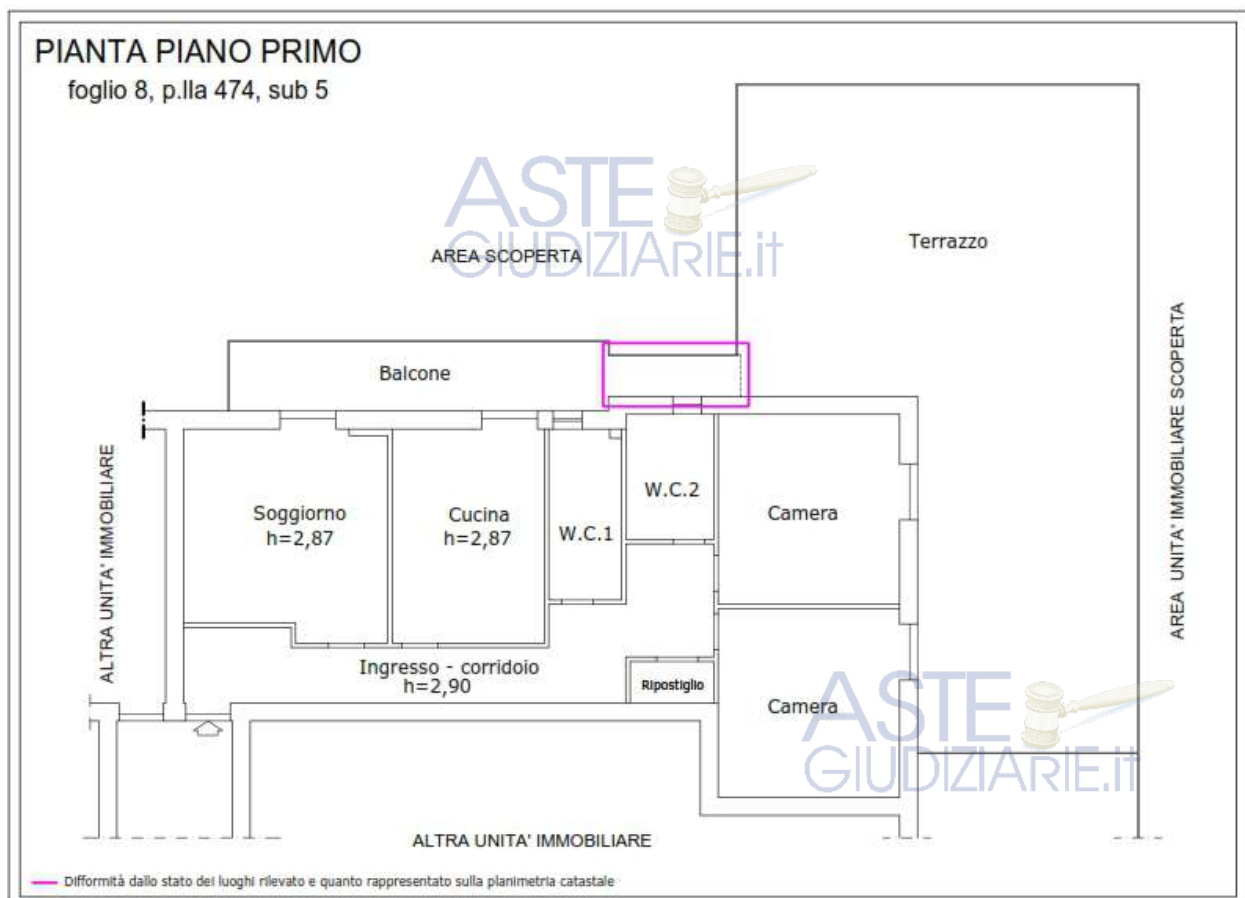 PIANTA PIANO PRIMO
foglio 8, p.lla 474, sub 5
ASTE
GIUDIZIARIE.it
AREA SCOPERTA
Terrazzo
Balcone
AREA UNITA' IMMOBILIARE SCOPERTA
ALTRA UNITA' IMMOBILIARE
Soggiorno
h=2,87
Cucina
h=2,87
W.C.1
W.C.2
Camera
Ingresso - corridoio
h=2,90
Ripostiglio
Camera
ASTE
GIUDIZIARIE.it
ALTRA UNITA' IMMOBILIARE
Difformità dallo stato dei luoghi rilevato e quanto rappresentato sulla planimetria catastale